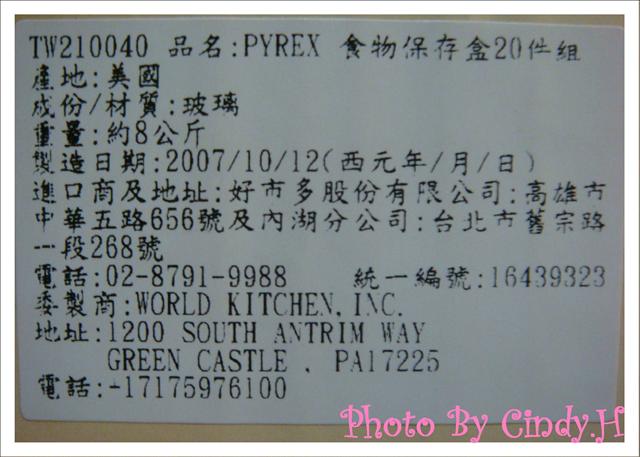 TW210040 品名:PYREX 食物保存盒20件組
產地:美國
成份/材質:玻璃
重量:約8公斤
製造日期:2007/10/12(西元年/月/日)
進口商及地址:好市多股份有限公司:高雄市
中華五路656號及內湖分公司:台北市舊宗路
一段268號
電話:02-8791-9988 統一編號:16439323
委製商:WORLD KITCHEN, INC.
地址:1200 SOUTH ANTRIM WAY
GREEN CASTLE , PA17225
電話:+17175976100
Photo By Cindy.H